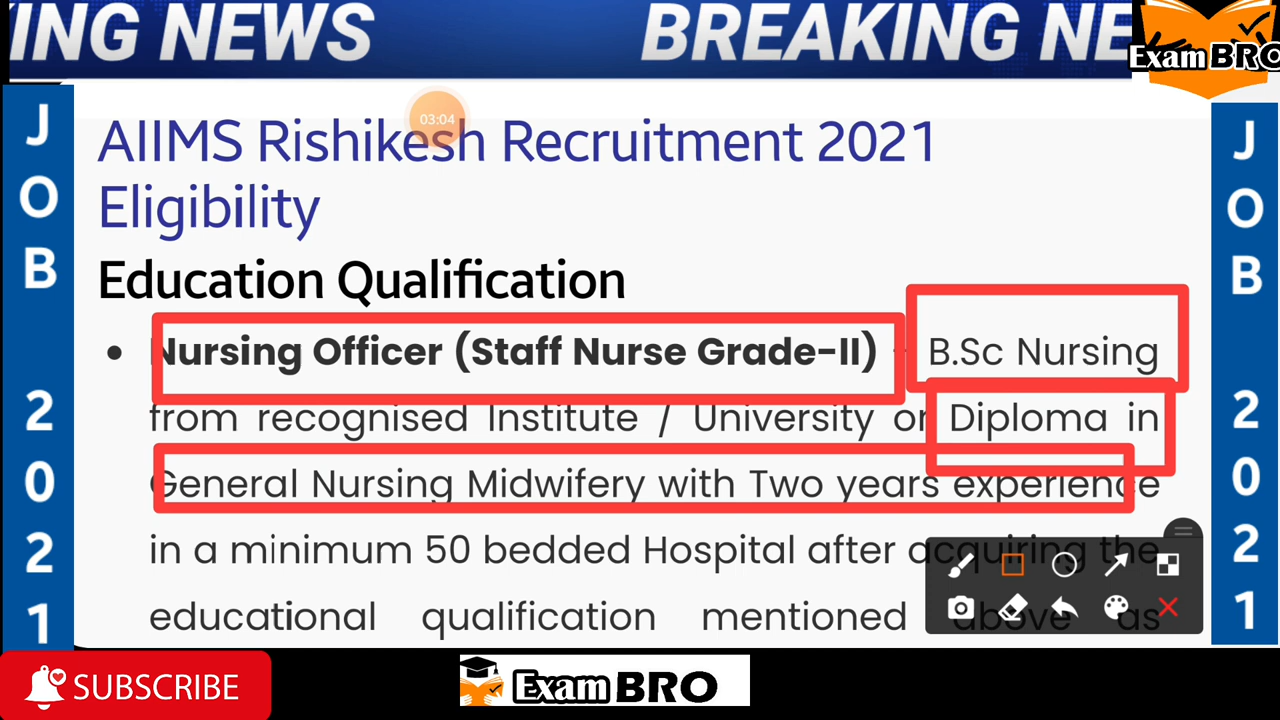 ING NEWS BREAKING NE
Exam BRO
JOB 2021
03:04
AIIMS Rishikesh Recruitment 2021
Eligibility
Education Qualification
• Nursing Officer (Staff Nurse Grade-II) - B.Sc Nursing
from recognised Institute / University or Diploma in
General Nursing Midwifery with Two years experience
in a minimum 50 bedded Hospital after acquiring the
educational qualification mentioned above as
JOB 2021
SUBSCRIBE
Exam BRO